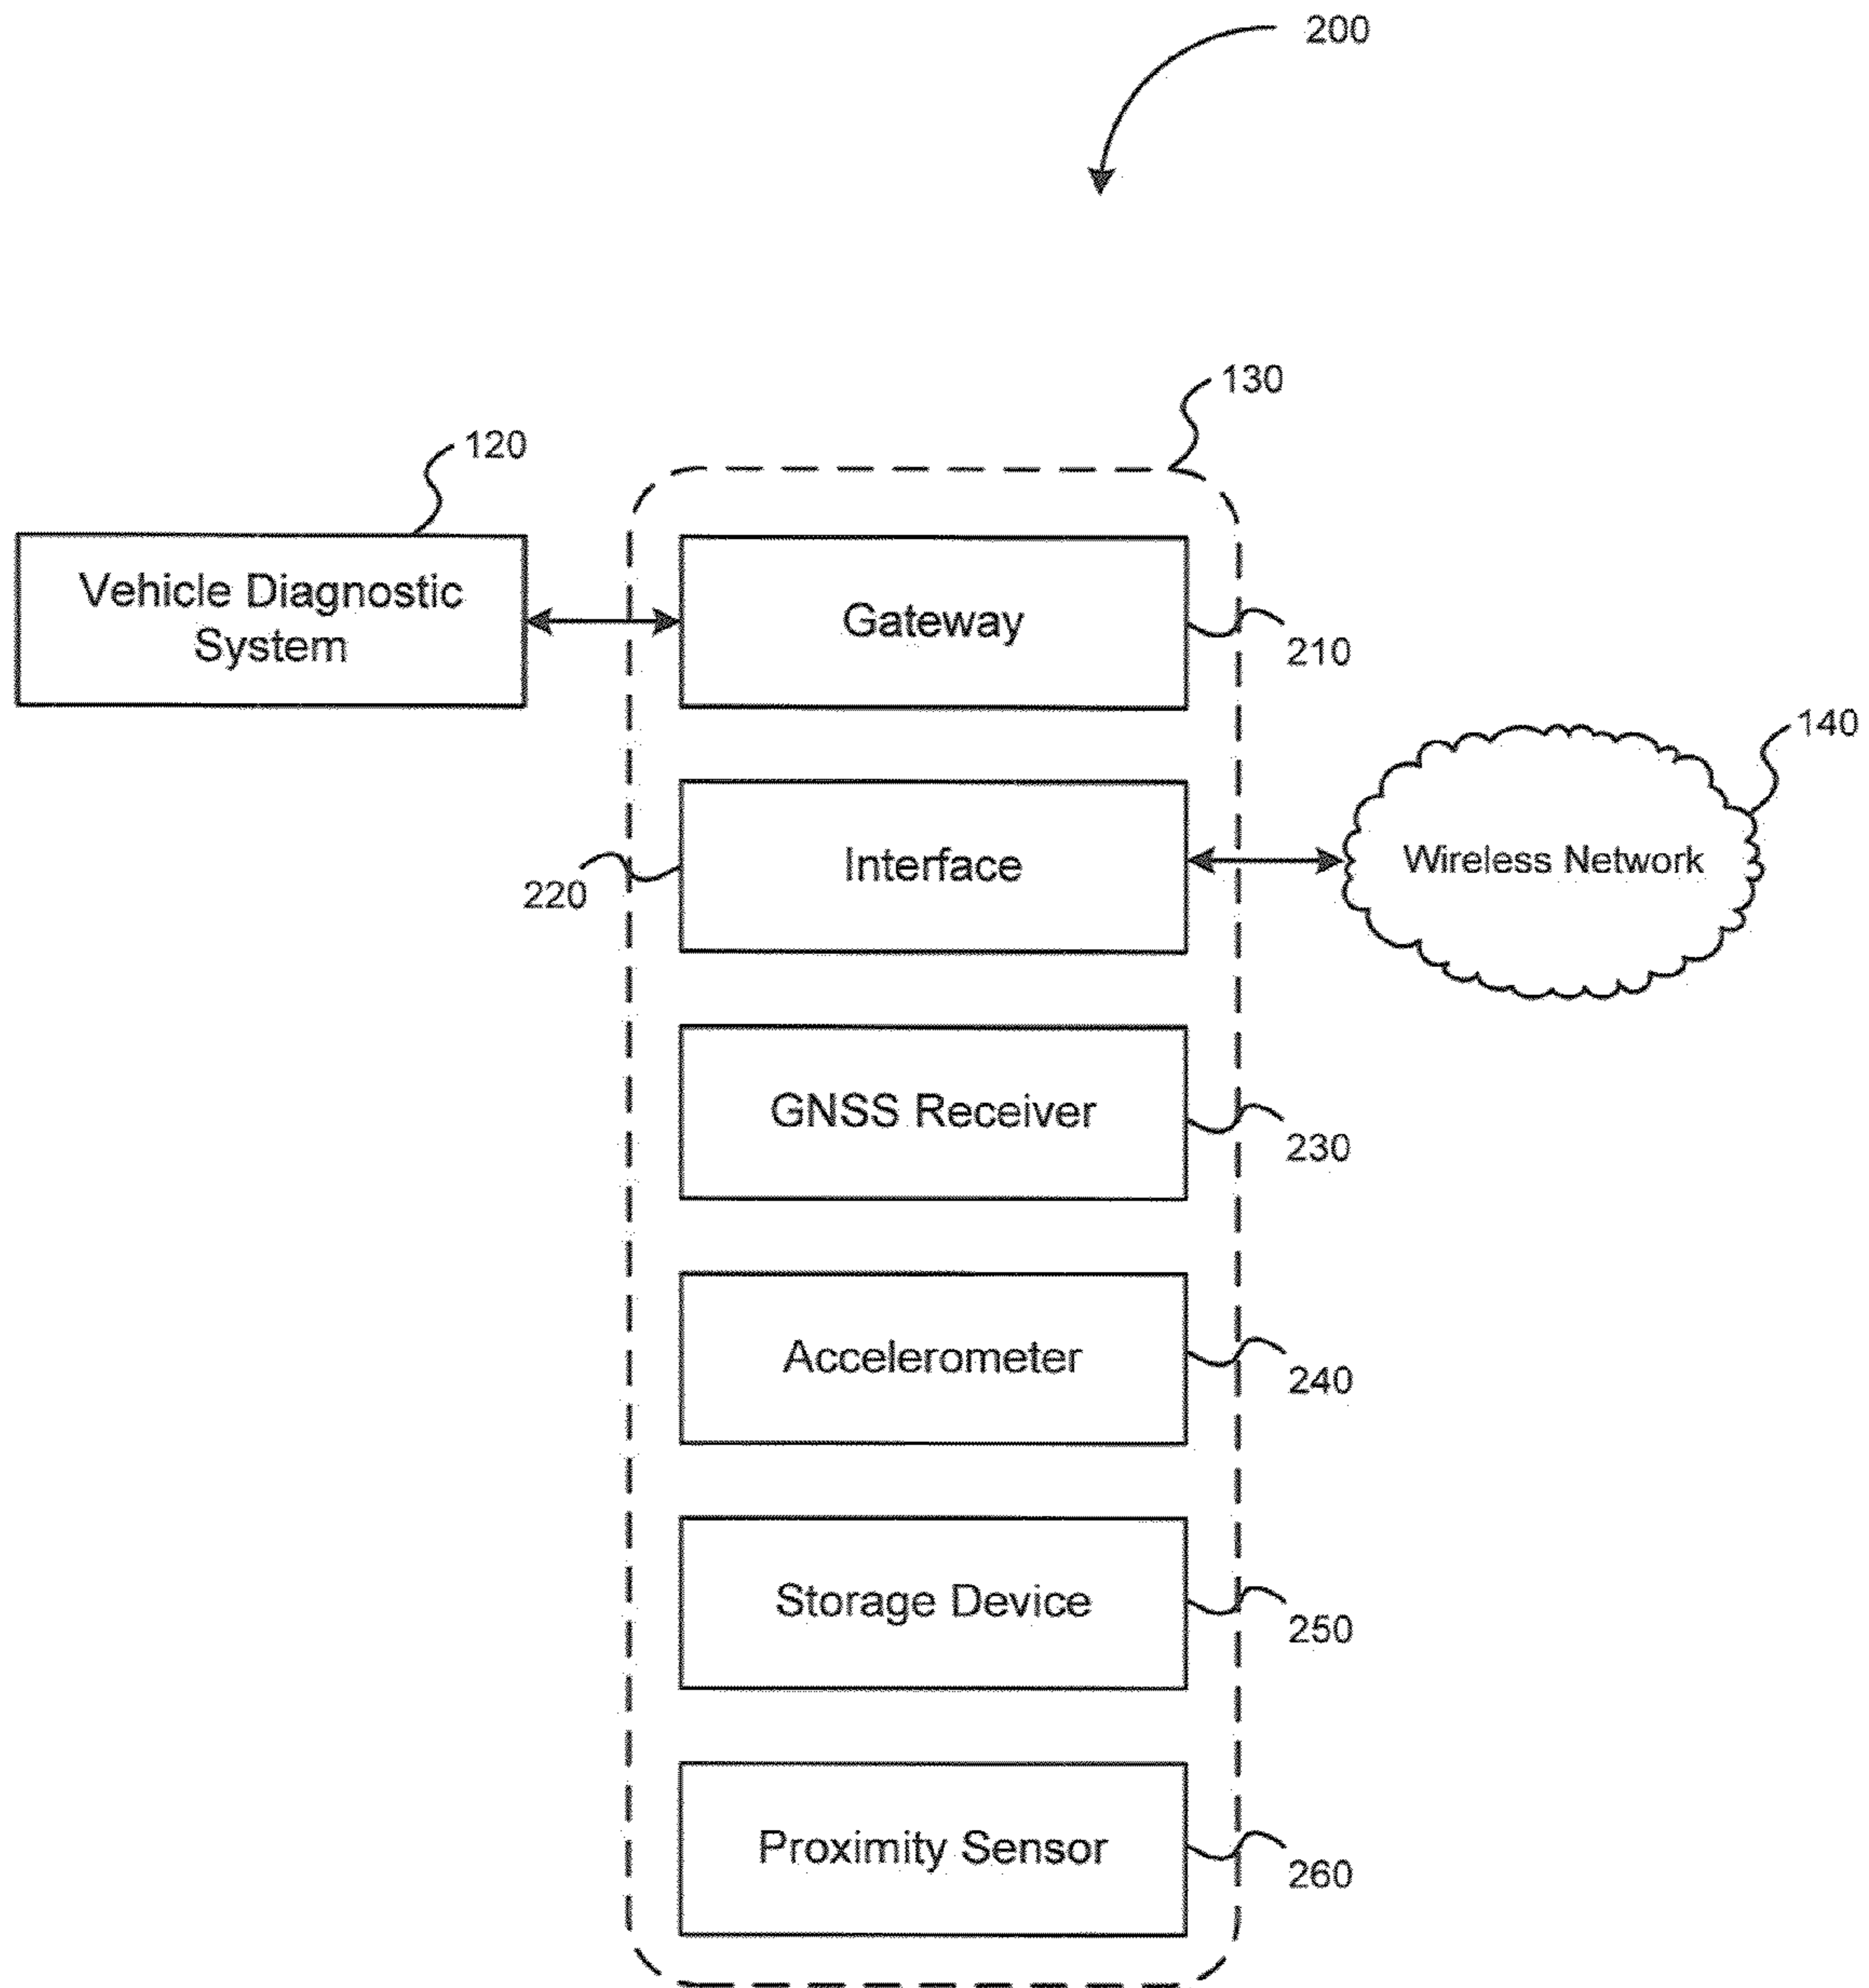 200
130
120
Vehicle Diagnostic
System
Gateway
210
140
Interface
Wireless Network
220
GNSS Receiver
230
Accelerometer
240
Storage Device
250
Proximity Sensor
260